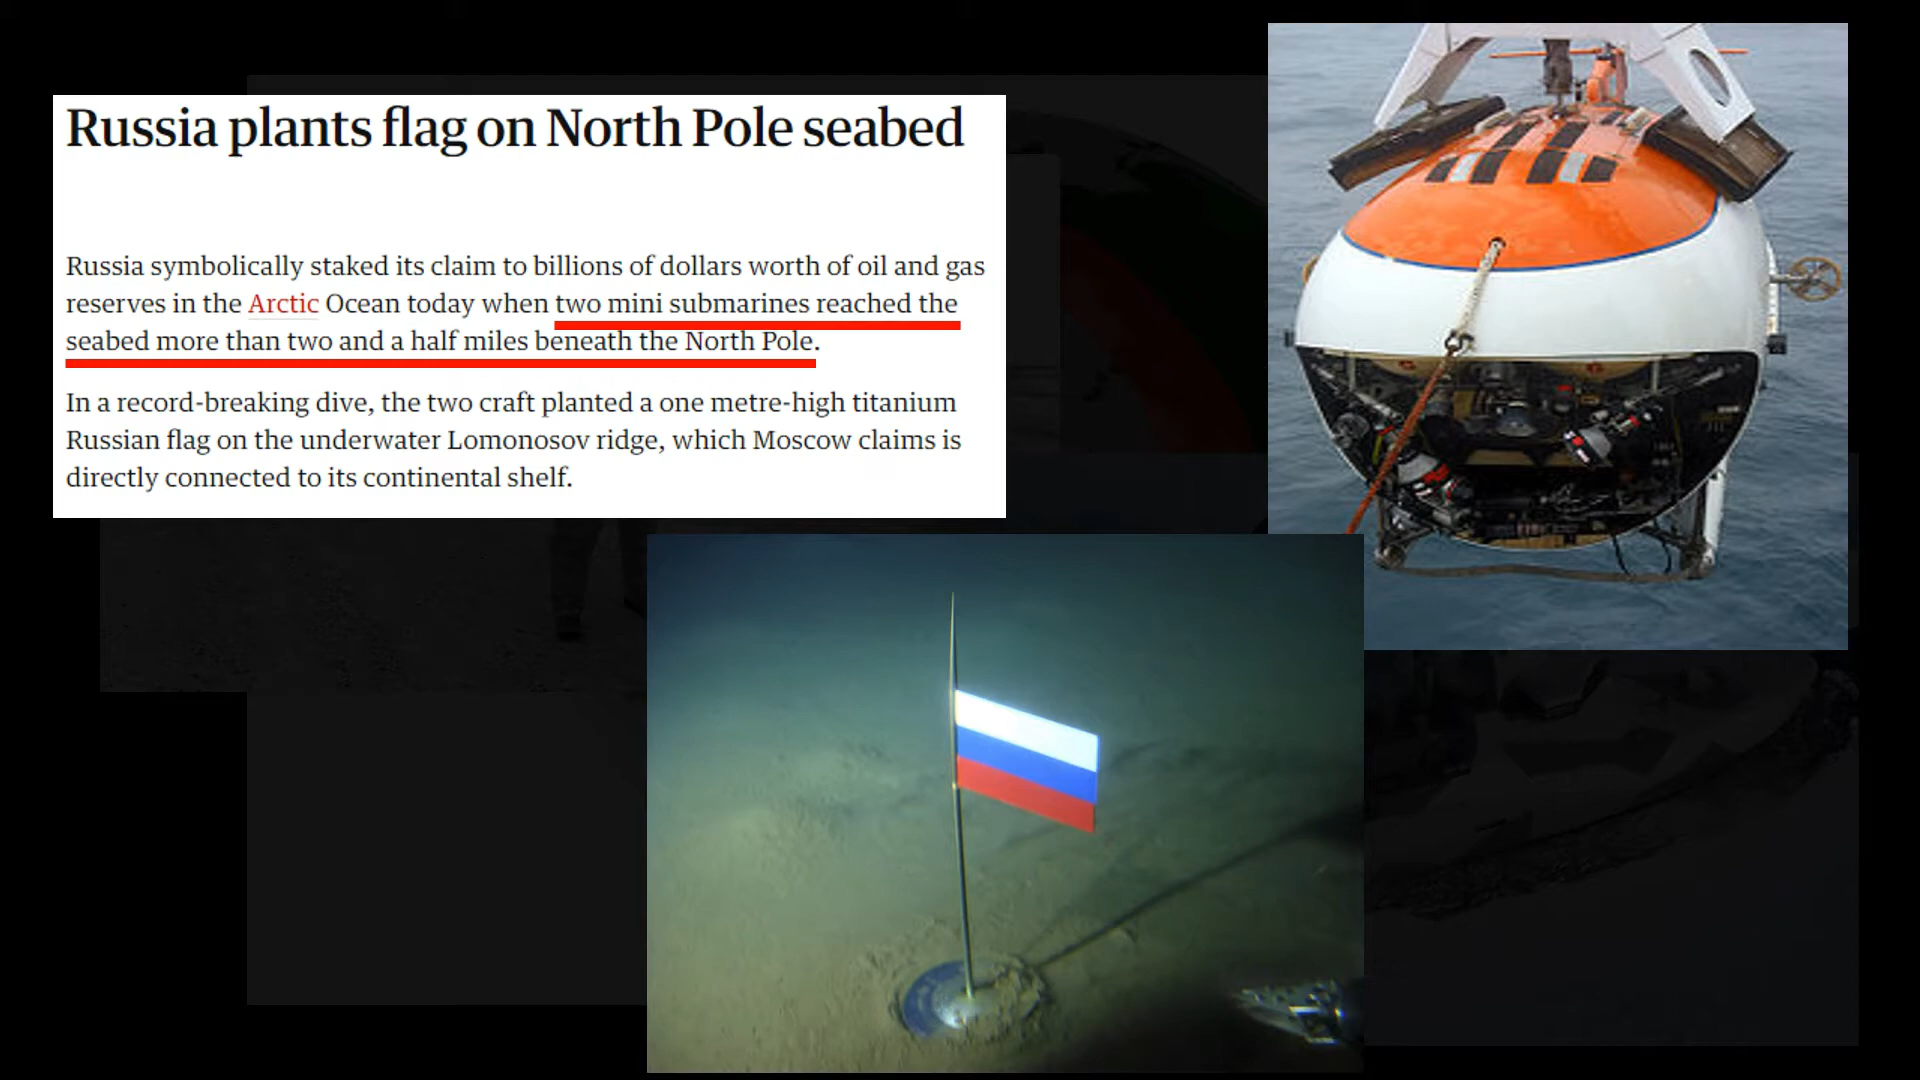 Russia plants flag on North Pole seabed
Russia symbolically staked its claim to billions of dollars worth of oil and gas
reserves in the Arctic Ocean today when two mini submarines reached the
seabed more than two and a half miles beneath the North Pole.
In a record-breaking dive, the two craft planted a one metre-high titanium
Russian flag on the underwater Lomonosov ridge, which Moscow claims is
directly connected to its continental shelf.